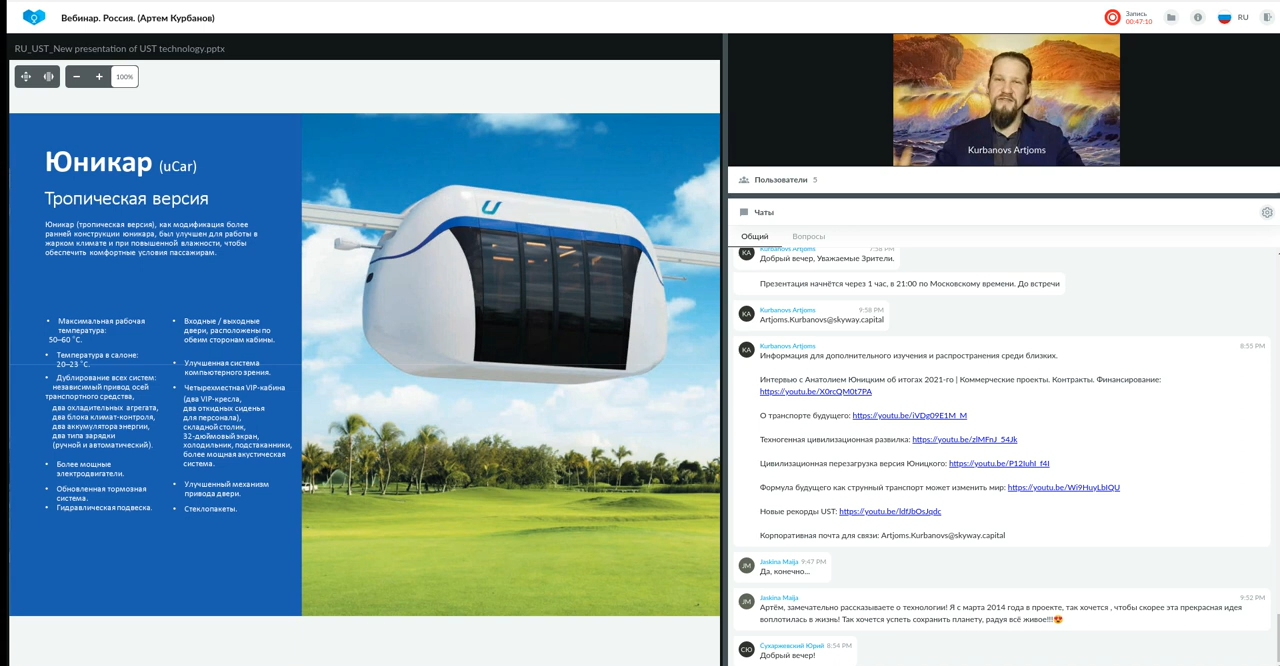 Вебинар. Россия. (Артем Курбанов)
Запись
00:47:10
RU
RU_UST_New presentation of UST technology.pptx
100%
Юникар (uCar)
Тропическая версия
Юникар (тропическая версия), как модификация более
ранней конструкции юникара, был улучшен для работы в
жарком климате и при повышенной влажности, чтобы
обеспечить комфортные условия пассажирам.
• Максимальная рабочая
температура:
50–60 °C.
• Температура в салоне:
20–23 °C.
• Дублирование всех систем:
независимый привод осей
транспортного средства,
два охладительных агрегата,
два блока климат-контроля,
два аккумулятора энергии,
два типа зарядки
(ручной и автоматический).
• Более мощные
электродвигатели.
• Обновленная тормозная
система.
• Гидравлическая подвеска.
• Входные / выходные
двери, расположены по
обеим сторонам кабины.
• Улучшенная система
компьютерного зрения.
• Четырехместная VIP-кабина
(два VIP-кресла,
два откидных сиденья
для персонала),
складной столик,
32-дюймовый экран,
холодильник, подстаканники,
более мощная акустическая
система.
• Улучшенный механизм
привода двери.
• Стеклопакеты.
U
Kurbanovs Artjoms
Пользователи 5
Чаты
Общий Вопросы
KA Kurbanovs Artjoms 7:58 PM
Добрый вечер, Уважаемые Зрители.
Презентация начнётся через 1 час, в 21:00 по Московскому времени. До встречи
KA Kurbanovs Artjoms 9:58 PM
Artjoms.Kurbanovs@skyway.capital
KA Kurbanovs Artjoms 8:55 PM
Информация для дополнительного изучения и распространения среди близких.
Интервью с Анатолием Юницким об итогах 2021-го | Коммерческие проекты. Контракты. Финансирование:
https://youtu.be/X0rcQM0t7PA
О транспорте будущего: https://youtu.be/iVDg09E1M_M
Техногенная цивилизационная развилка: https://youtu.be/zlMFnJ_54Jk
Цивилизационная перезагрузка версия Юницкого: https://youtu.be/P12IuhI_f4I
Формула будущего как струнный транспорт может изменить мир: https://youtu.be/Wi9HuyLbIQU
Новые рекорды UST: https://youtu.be/ldfJbOsJqdc
Корпоративная почта для связи: Artjoms.Kurbanovs@skyway.capital
JM Jaskina Maija 9:47 PM
Да, конечно...
JM Jaskina Maija 9:52 PM
Артём, замечательно рассказываете о технологии! Я с марта 2014 года в проекте, так хочется , чтобы скорее эта прекрасная идея
воплотилась в жизнь! Так хочется успеть сохранить планету, радуя всё живое!!!😍
СЮ Сухаржевский Юрий 8:54 PM
Добрый вечер!